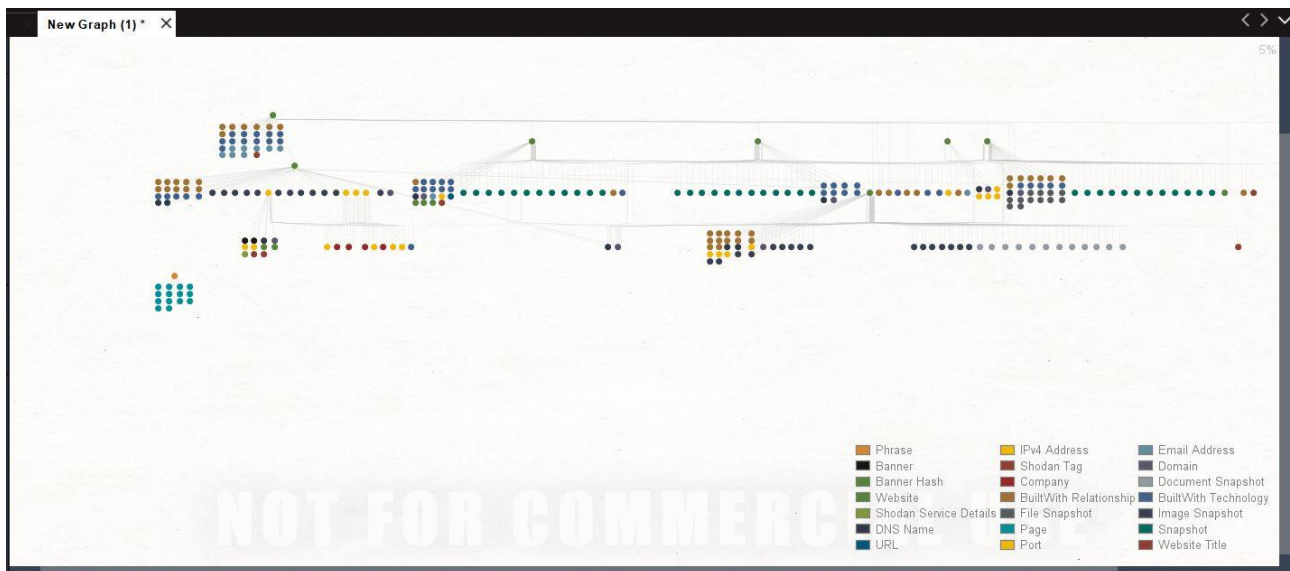 New Graph (1) *
5%
Phrase
IPv4 Address
Email Address
Banner
Shodan Tag
Domain
Banner Hash
Company
Document Snapshot
Website
BuiltWith Relationship
BuiltWith Technology
Shodan Service Details
File Snapshot
Image Snapshot
DNS Name
Page
Snapshot
URL
Port
Website Title
NOT FOR COMMERCIAL USE